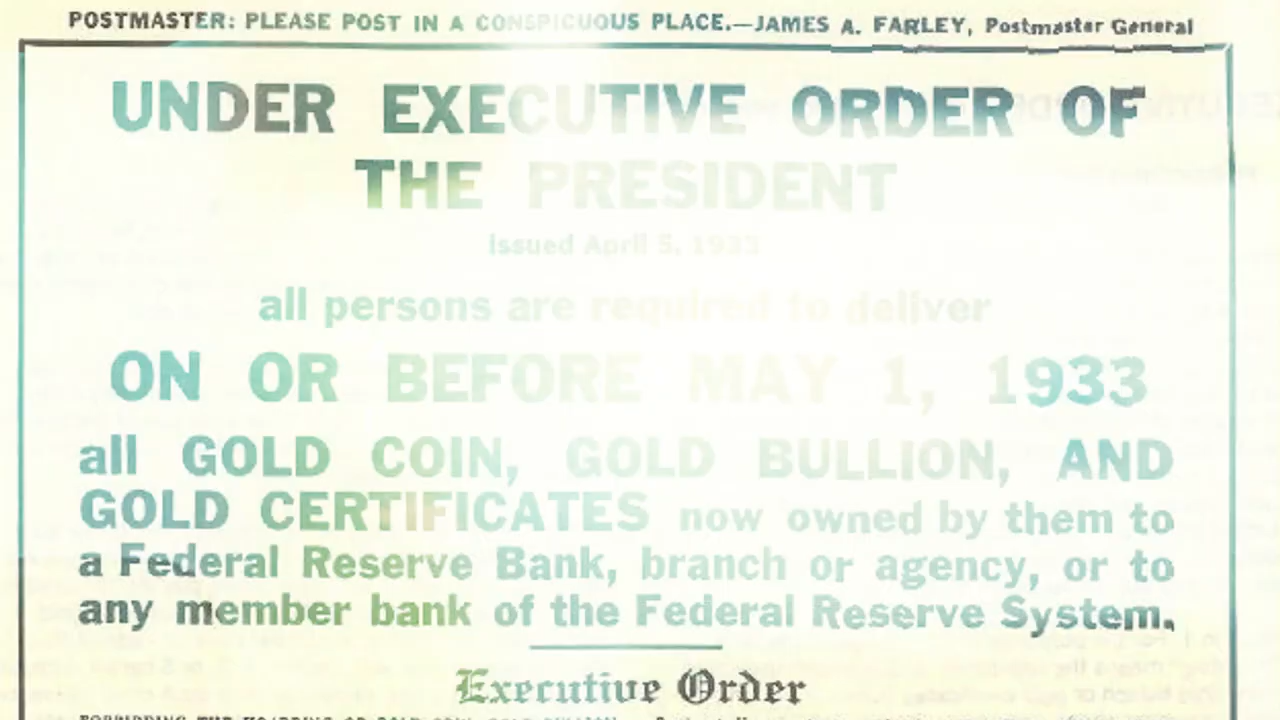 POSTMASTER: PLEASE POST IN A CONSPICUOUS PLACE.—JAMES A. FARLEY, Postmaster General
UNDER EXECUTIVE ORDER OF
THE PRESIDENT
Issued April 5, 1933
all persons are required to deliver
ON OR BEFORE MAY 1, 1933
all GOLD COIN, GOLD BULLION, AND
GOLD CERTIFICATES now owned by them to
a Federal Reserve Bank, branch or agency, or to
any member bank of the Federal Reserve System.
Executive Order